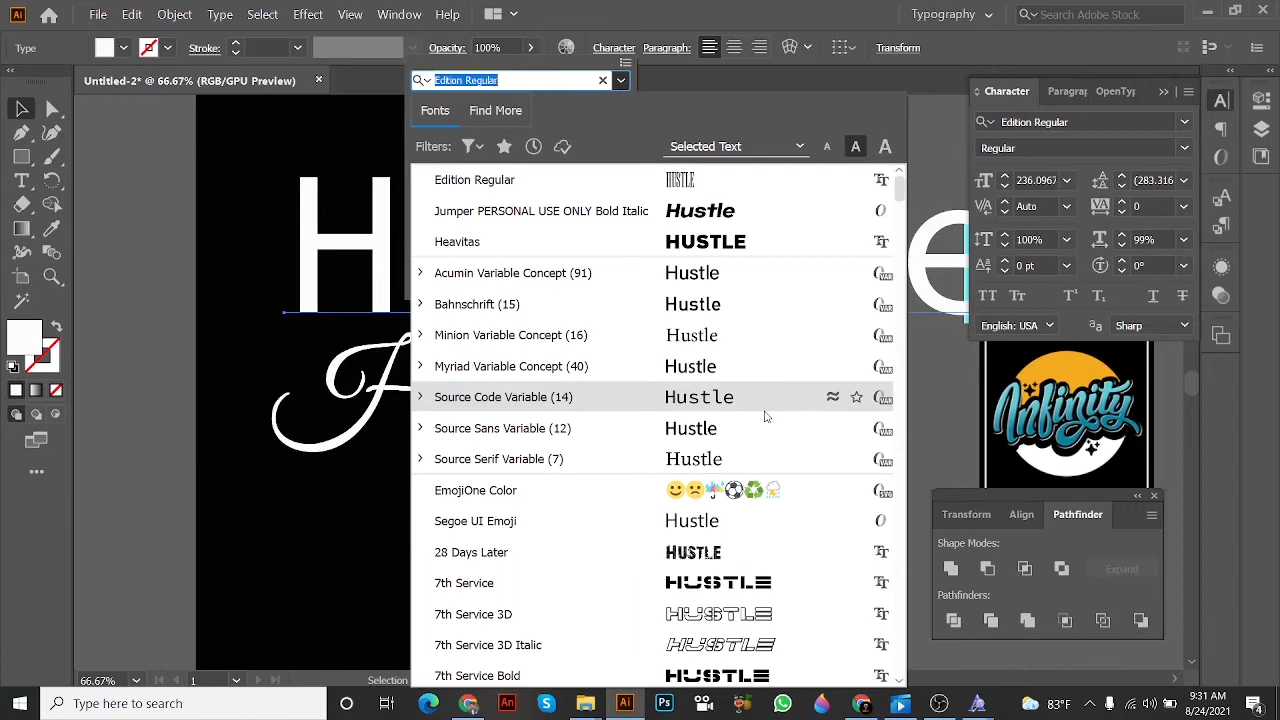 Ai
File
Edit
Object
Type
Select
Effect
View
Window
Help
Typography
Search Adobe Stock
Type
Stroke:
Opacity:
100%
Character
Paragraph:
Transform
Untitled-2* @ 66.67% (RGB/GPU Preview)
Edition Regular
Fonts
Find More
Filters:
Selected Text
A
A
A
Edition Regular
HUSTLE
Jumper PERSONAL USE ONLY Bold Italic
Hustle
Heavitas
HUSTLE
Acumin Variable Concept (91)
Hustle
Bahnschrift (15)
Hustle
Minion Variable Concept (16)
Hustle
Myriad Variable Concept (40)
Hustle
Source Code Variable (14)
Hustle
Source Sans Variable (12)
Hustle
Source Serif Variable (7)
Hustle
EmojiOne Color
Segoe UI Emoji
Hustle
28 Days Later
HUSTLE
7th Service
HUSTLE
7th Service 3D
HUSTLE
7th Service 3D Italic
HUSTLE
7th Service Bold
HUSTLE
H
e
Character
Paragra
OpenTy
Edition Regular
Regular
236.0967
(283.316
Auto
0
0 pt
0°
English: USA
Sharp
Infinity
Transform
Align
Pathfinder
Shape Modes:
Expand
Pathfinders:
66.67%
1
Selection
Type here to search
9:31 AM
8/24/2021